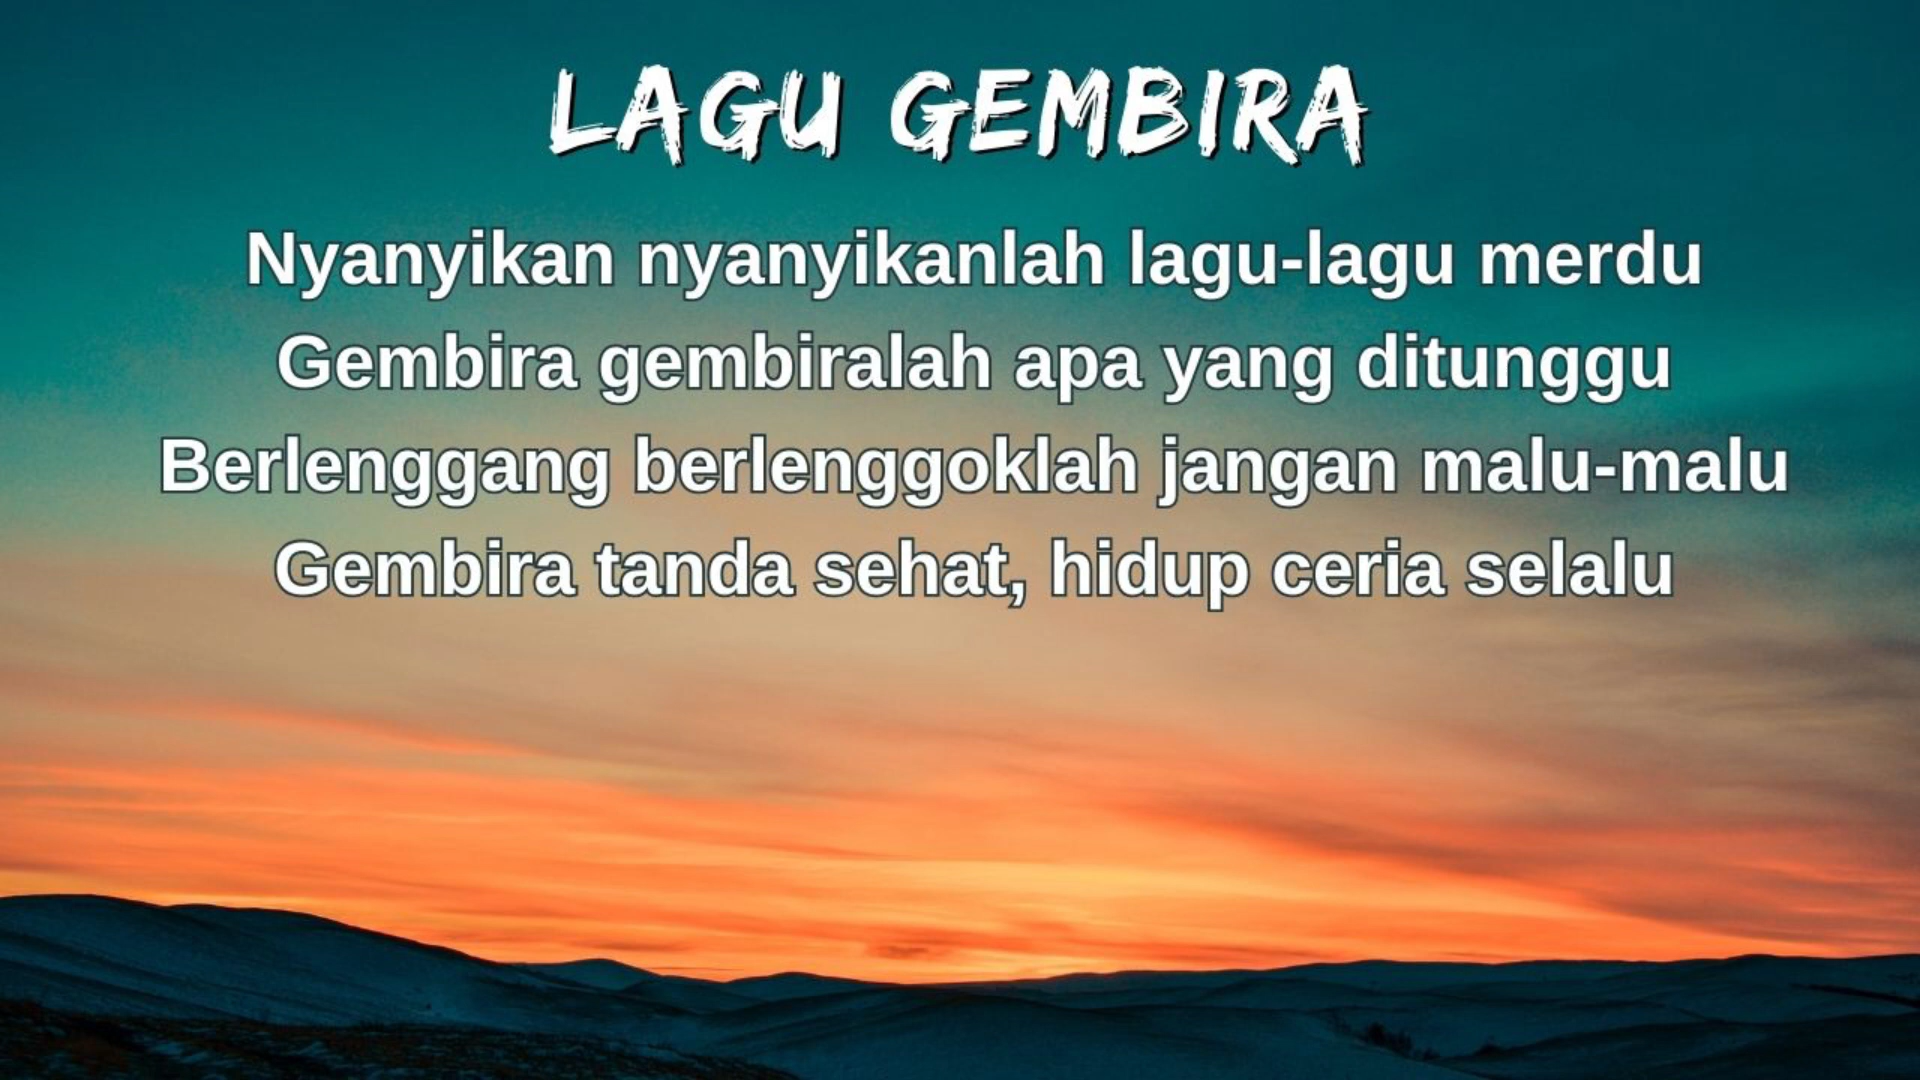 LAGU GEMBIRA
Nyanyikan nyanyikanlah lagu-lagu merdu
Gembira gembiralah apa yang ditunggu
Berlenggang berlenggoklah jangan malu-malu
Gembira tanda sehat, hidup ceria selalu